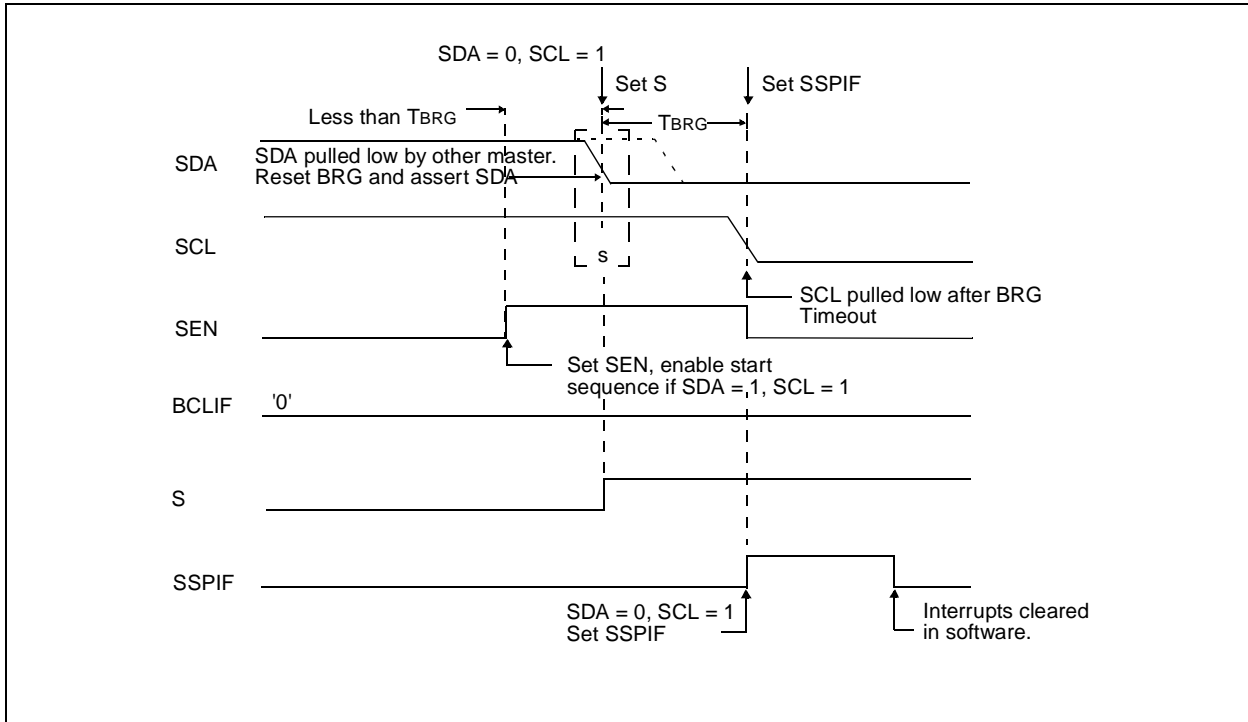 SDA = 0, SCL = 1
Set S
Set SSPIF
Less than TBRG
TBRG
SDA
SDA pulled low by other master.
Reset BRG and assert SDA
SCL
s
SCL pulled low after BRG
Timeout
SEN
Set SEN, enable start
sequence if SDA = 1, SCL = 1
BCLIF
'0'
S
SSPIF
SDA = 0, SCL = 1
Set SSPIF
Interrupts cleared
in software.